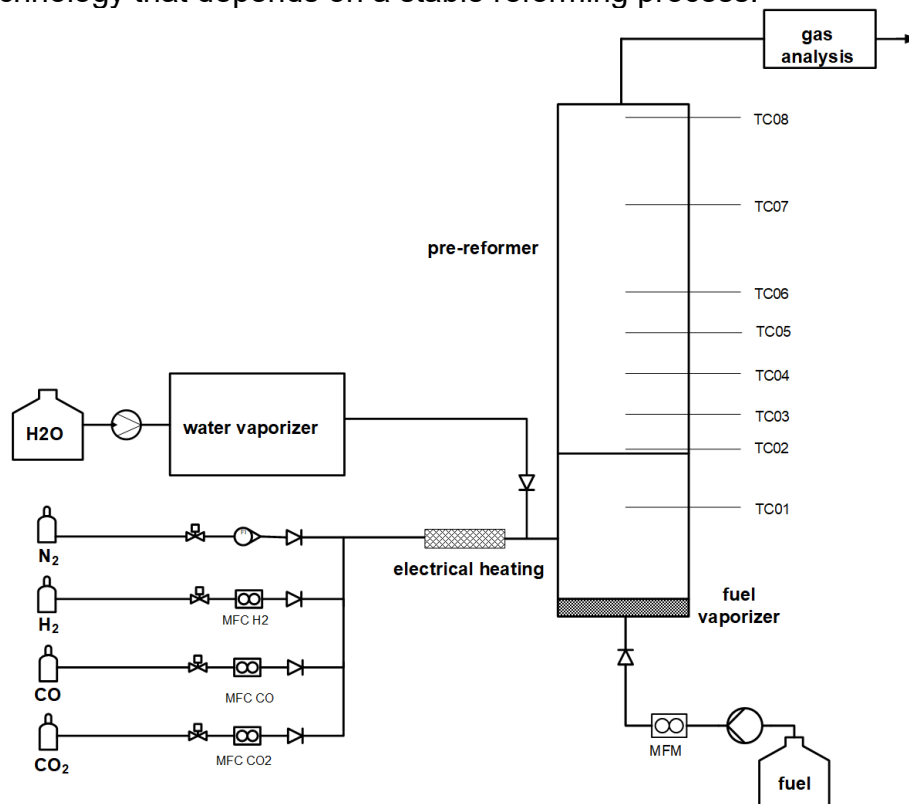 chnology that depends on a stable reforming process.
gas
analysis
TC08
TC07
pre-reformer
TC06
TC05
TC04
TC03
TC02
TC01
H2O
water vaporizer
N2
electrical heating
H2
MFC H2
fuel
vaporizer
CO
MFC CO
CO2
MFC CO2
MFM
fuel